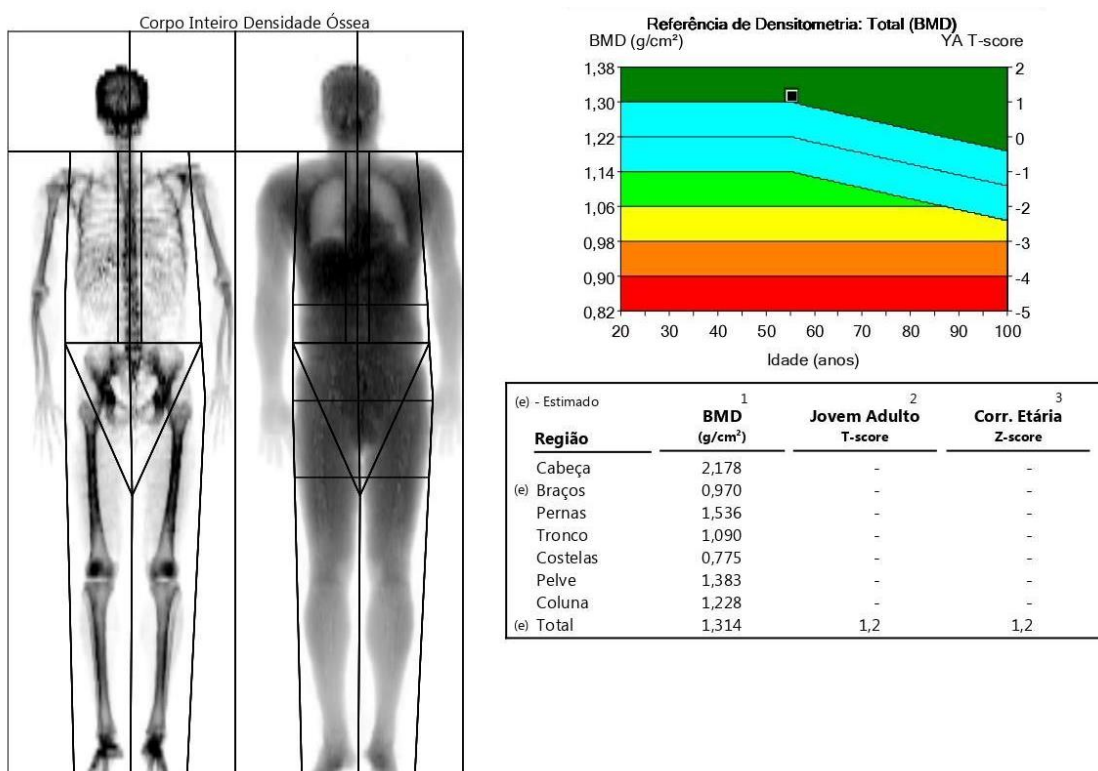 Corpo Inteiro Densidade Óssea
Referência de Densitometria: Total (BMD)
BMD (g/cm²) YA T-score
1,38 2
1,30 1
1,22 0
1,14 -1
1,06 -2
0,98 -3
0,90 -4
0,82 -5
20 30 40 50 60 70 80 90 100
Idade (anos)
(e) - Estimado 1 2 3
BMD Jovem Adulto Corr. Etária
Região (g/cm²) T-score Z-score
Cabeça 2,178 - -
(e) Braços 0,970 - -
Pernas 1,536 - -
Tronco 1,090 - -
Costelas 0,775 - -
Pelve 1,383 - -
Coluna 1,228 - -
(e) Total 1,314 1,2 1,2